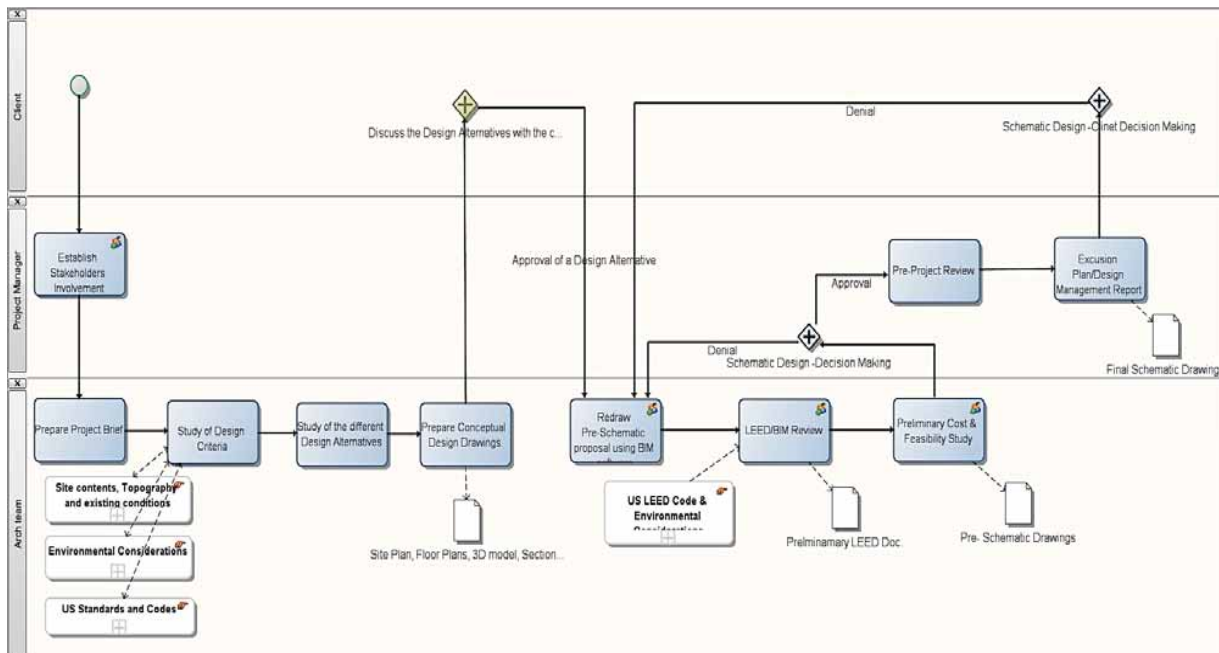 X
Client
Discuss the Design Alternatives with the c...
Denial
Schematic Design -Clinet Decision Making
X
Project Manager
Establish
Stakeholders
Involvement
Approval of a Design Alternative
Pre-Project Review
Excusion
Plan/Design
Management Report
Approval
Denial
Schematic Design -Decision Making
Final Schematic Drawing
X
Arch team
Prepare Project Brief
Study of Design
Criteria
Study of the different
Design Alternatives
Prepare Conceptual
Design Drawings
Redraw
Pre-Schematic
proposal using BIM
LEED/BIM Review
Prelimnary Cost &
Feasibility Study
Site contents, Topography
and existing conditions
Environmental Considerations
US Standards and Codes
Site Plan, Floor Plans, 3D model, Section...
US LEED Code &
Environmental
Considerations
Prelminamary LEED Doc.
Pre- Schematic Drawings